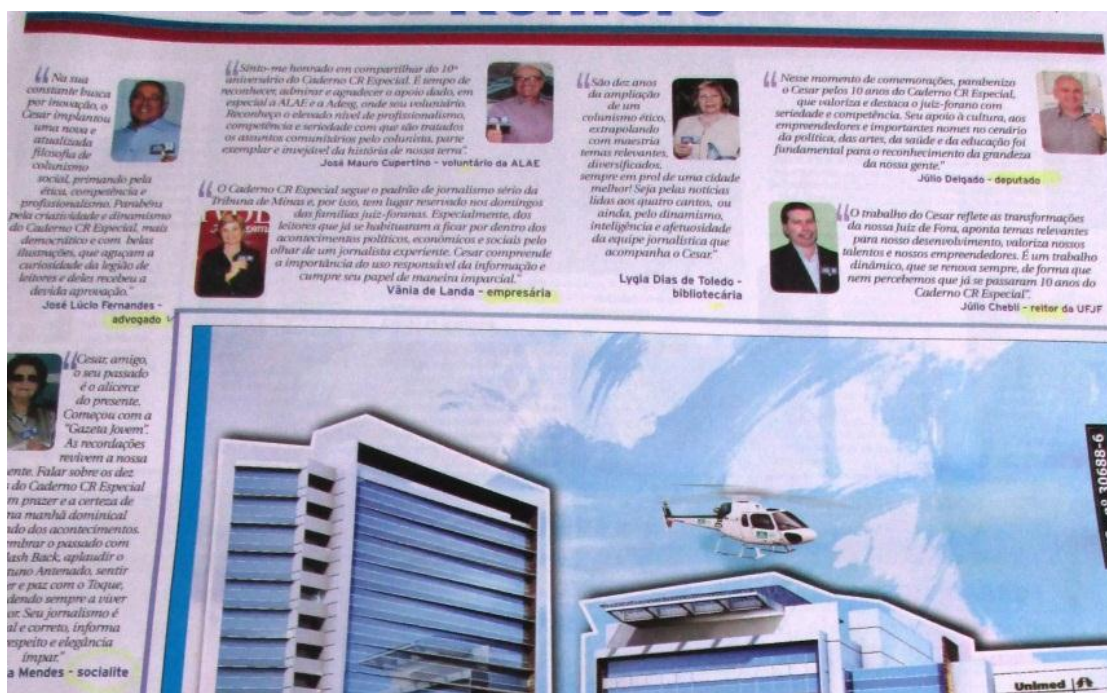 “Na sua
constante busca
por inovação, o
Cesar implantou
uma nova e
atualizada
filosofia de
colunismo
social, primando pela
ética, competência e
profissionalismo. Parabéns
pela criatividade e dinamismo
do Caderno CR Especial, mais
democrático e com belas
ilustrações, que aguçam a
curiosidade da legião de
leitores e deles recebeu a
devida aprovação.”
José Lúcio Fernandes -
advogado
“Sinto-me honrado em compartilhar do 10º
aniversário do Caderno CR Especial. É tempo de
reconhecer, admirar e agradecer o apoio dado, em
especial a ALAE e a Adesg, onde sou voluntário.
Reconheço o elevado nível de profissionalismo,
competência e seriedade com que são tratados
os assuntos comunitários pelo colunista, parte
exemplar e invejável da história de nossa terra”.
José Mauro Cupertino - voluntário da ALAE
“O Caderno CR Especial segue o padrão de jornalismo sério da
Tribuna de Minas e, por isso, tem lugar reservado nos domingos
das famílias juiz-foranas. Especialmente, dos
leitores que já se habituaram a ficar por dentro dos
acontecimentos políticos, econômicos e sociais pelo
olhar de um jornalista experiente. Cesar compreende
a importância do uso responsável da informação e
cumpre seu papel de maneira imparcial.”
Vânia de Landa - empresária
“São dez anos
da ampliação
de um
colunismo ético,
extrapolando
com maestria
temas relevantes,
diversificados,
sempre em prol de uma cidade
melhor! Seja pelas notícias
lidas aos quatro cantos, ou
ainda, pelo dinamismo,
inteligência e afetuosidade
da equipe jornalística que
acompanha o Cesar.”
Lygia Dias de Toledo -
bibliotecária
“Nesse momento de comemorações, parabenizo
o Cesar pelos 10 anos do Caderno CR Especial,
que valoriza e destaca o juiz-forano com
seriedade e competência. Seu apoio à cultura, aos
empreendedores e importantes nomes no cenário
da política, das artes, da saúde e da educação foi
fundamental para o reconhecimento da grandeza
da nossa gente.”
Júlio Delgado - deputado
“O trabalho do Cesar reflete as transformações
da nossa Juiz de Fora, aponta temas relevantes
para nosso desenvolvimento, valoriza nossos
talentos e nossos empreendedores. É um trabalho
dinâmico, que se renova sempre, de forma que
nem percebemos que já se passaram 10 anos do
Caderno CR Especial”.
Júlio Chebli - reitor da UFJF
“Cesar, amigo,
o seu passado
é o alicerce
do presente.
Começou com a
“Gazeta Jovem”.
As recordações
revivem a nossa
ente. Falar sobre os dez
do Caderno CR Especial
m prazer e a certeza de
na manhã dominical
ndo dos acontecimentos.
mbrar o passado com
lash Back, aplaudir o
Antenado, sentir
er e paz com o Toque,
dendo sempre a viver
or. Seu jornalismo é
al e correto, informa
respeito e elegância
ímpar.”
a Mendes - socialite
30688-6
Unimed